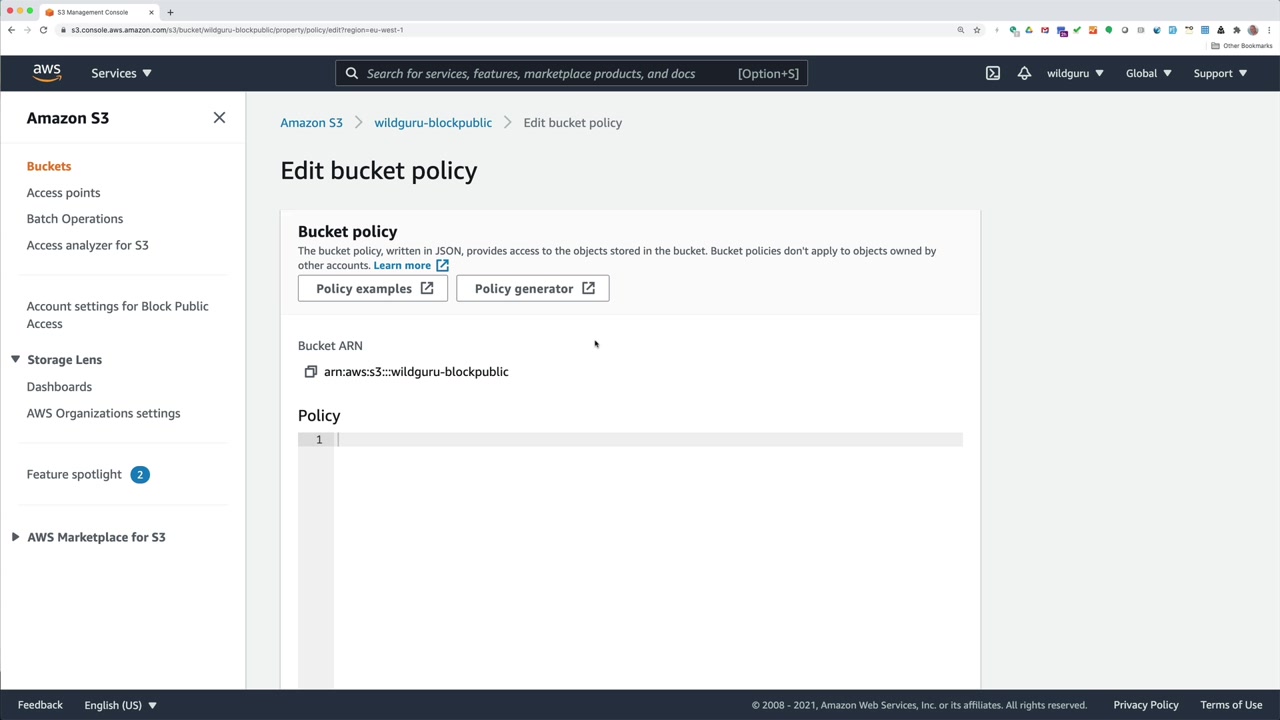 S3 Management Console
s3.console.aws.amazon.com/s3/bucket/wildguru-blockpublic/property/policy/edit?region=eu-west-1
Other Bookmarks
aws
Services
Search for services, features, marketplace products, and docs
[Option+S]
wildguru
Global
Support
Amazon S3
Buckets
Access points
Batch Operations
Access analyzer for S3
Account settings for Block Public
Access
Storage Lens
Dashboards
AWS Organizations settings
Feature spotlight 2
AWS Marketplace for S3
Amazon S3
wildguru-blockpublic
Edit bucket policy
Edit bucket policy
Bucket policy
The bucket policy, written in JSON, provides access to the objects stored in the bucket. Bucket policies don't apply to objects owned by
other accounts. Learn more
Policy examples
Policy generator
Bucket ARN
arn:aws:s3:::wildguru-blockpublic
Policy
1
Feedback
English (US)
© 2008 - 2021, Amazon Web Services, Inc. or its affiliates. All rights reserved.
Privacy Policy
Terms of Use